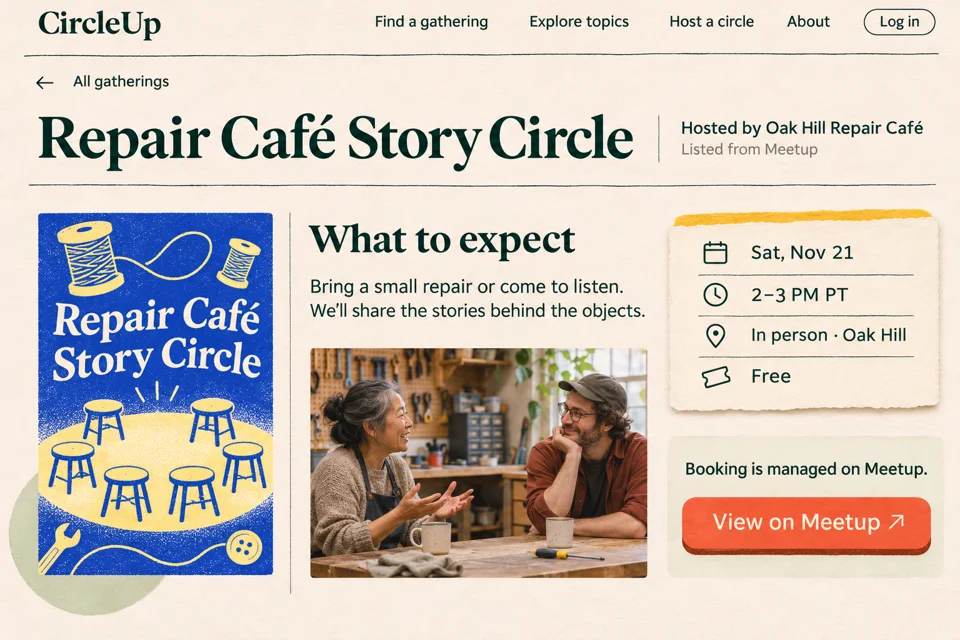 CircleUp
Find a gathering
Explore topics
Host a circle
About
Log in
← All gatherings
Repair Café Story Circle
Hosted by Oak Hill Repair Café
Listed from Meetup
Repair Café
Story Circle
What to expect
Bring a small repair or come to listen.
We’ll share the stories behind the objects.
Sat, Nov 21
2–3 PM PT
In person · Oak Hill
Free
Booking is managed on Meetup.
View on Meetup ↗